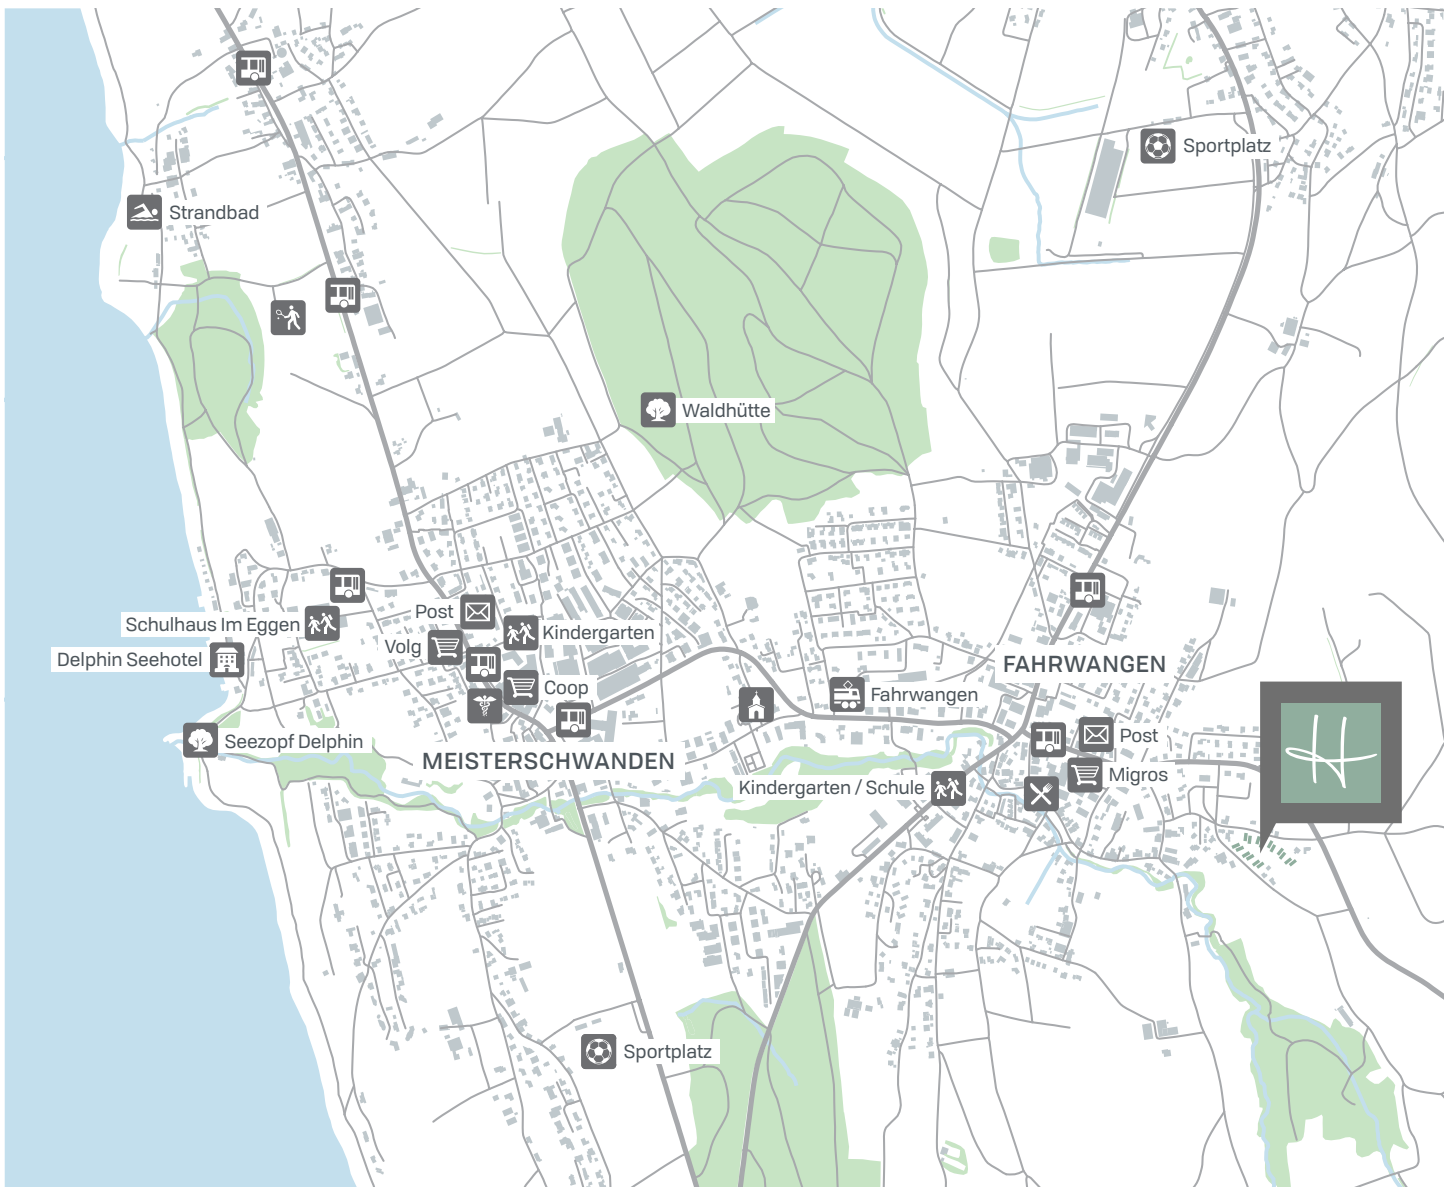 Sportplatz
Strandbad
Waldhütte
Post
Schulhaus Im Eggen
Kindergarten
Volg
Delphin Seehotel
FAHRWANGEN
Coop
Fahrwangen
Seezopf Delphin
Post
MEISTERSCHWANDEN
Migros
Kindergarten / Schule
H
Sportplatz